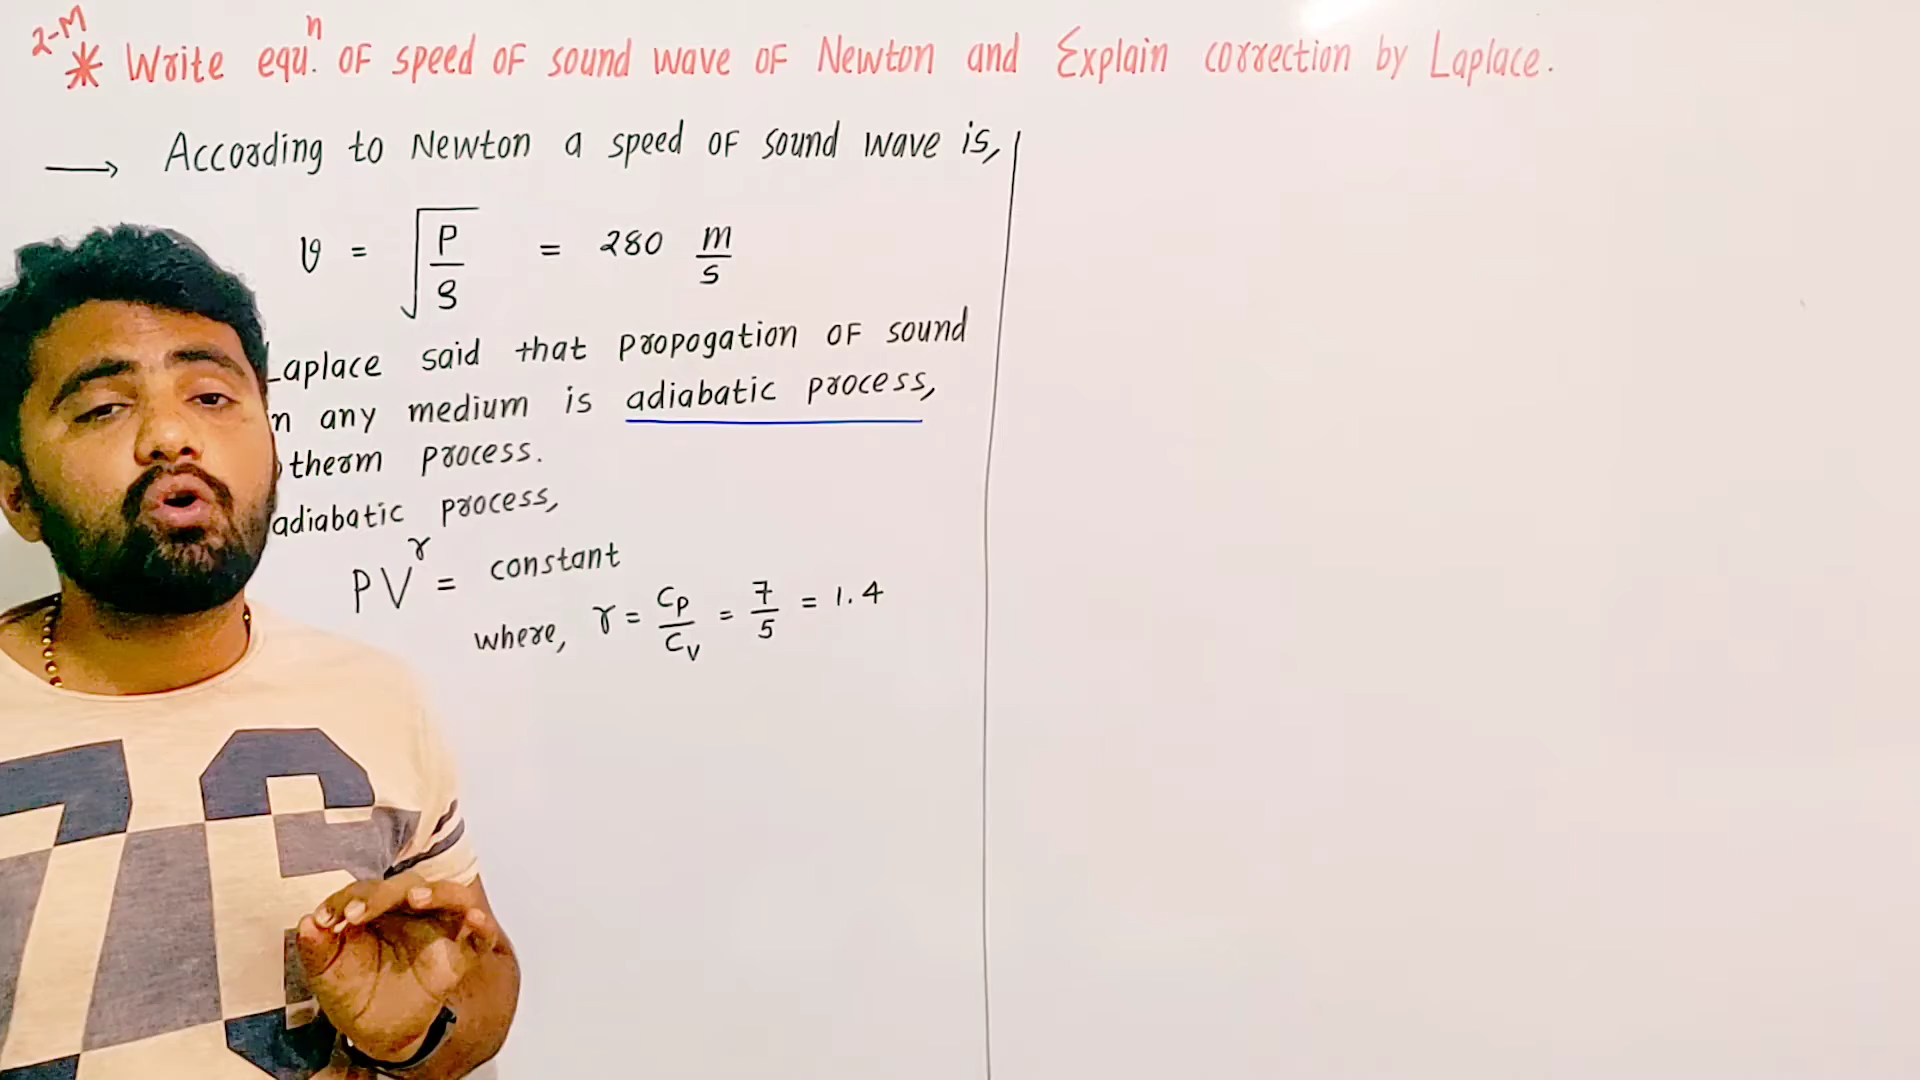 2-M
* Write equⁿ. OF speed OF sound wave OF Newton and Explain correction by Laplace.
→ According to Newton a speed OF sound wave is,
v = √(P/ρ) = 280 m/s
Laplace said that propogation OF sound
n any medium is adiabatic process,
therm process.
adiabatic process,
PV^γ = constant
where, γ = Cp/Cv = 7/5 = 1.4
76